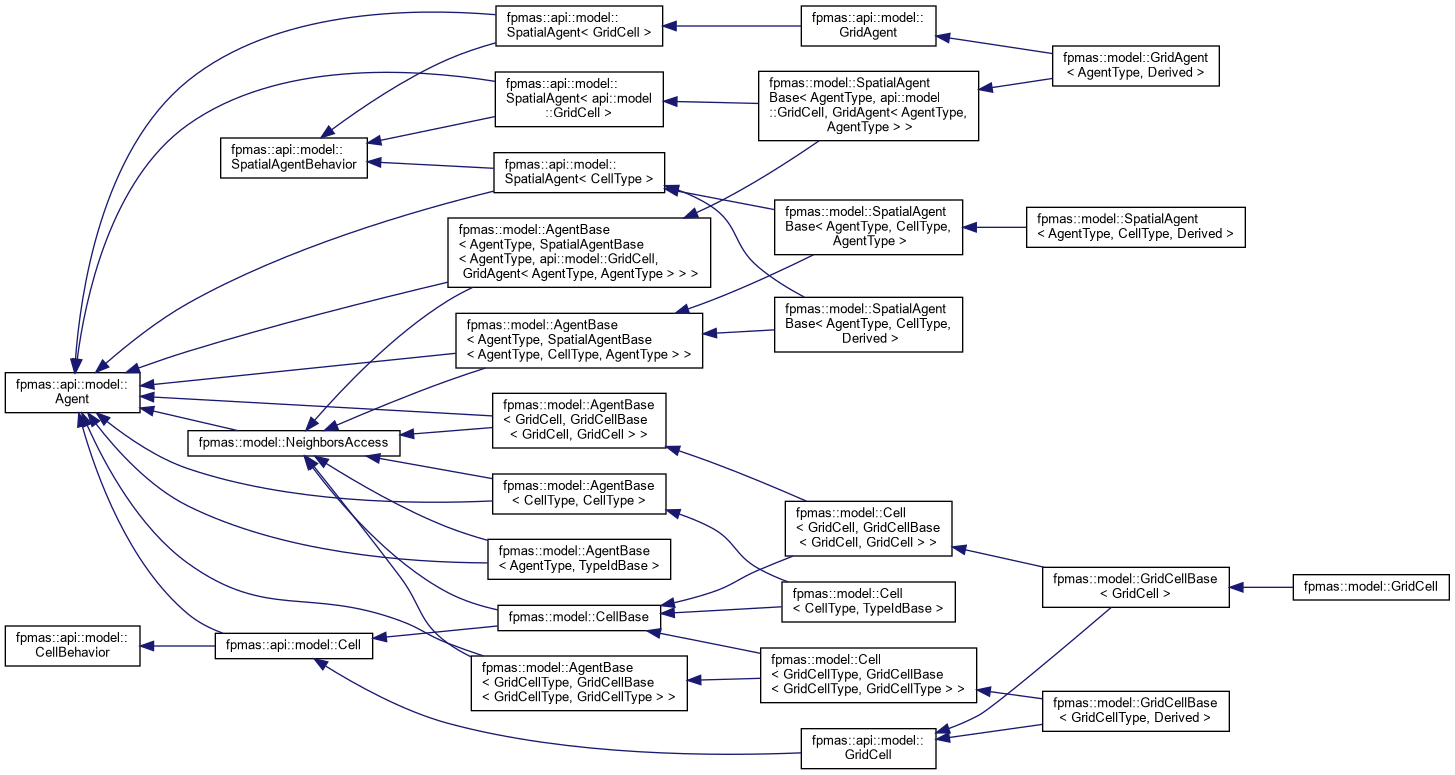 fpmas::api::model::
SpatialAgent< GridCell >
fpmas::api::model::
GridAgent
fpmas::model::GridAgent
< AgentType, Derived >
fpmas::api::model::
SpatialAgent< api::model
::GridCell >
fpmas::model::SpatialAgent
Base< AgentType, api::model
::GridCell, GridAgent< AgentType,
AgentType > >
fpmas::api::model::
SpatialAgentBehavior
fpmas::api::model::
SpatialAgent< CellType >
fpmas::model::SpatialAgent
Base< AgentType, CellType,
AgentType >
fpmas::model::SpatialAgent
< AgentType, CellType, Derived >
fpmas::model::AgentBase
< AgentType, SpatialAgentBase
< AgentType, api::model::GridCell,
GridAgent< AgentType, AgentType > > >
fpmas::model::SpatialAgent
Base< AgentType, CellType,
Derived >
fpmas::model::AgentBase
< AgentType, SpatialAgentBase
< AgentType, CellType, AgentType > >
fpmas::api::model::
Agent
fpmas::model::AgentBase
< GridCell, GridCellBase
< GridCell, GridCell > >
fpmas::model::NeighborsAccess
fpmas::model::AgentBase
< CellType, CellType >
fpmas::model::Cell
< GridCell, GridCellBase
< GridCell, GridCell > >
fpmas::model::AgentBase
< AgentType, TypeIdBase >
fpmas::model::GridCellBase
< GridCell >
fpmas::model::GridCell
fpmas::model::Cell
< CellType, TypeIdBase >
fpmas::model::CellBase
fpmas::api::model::
CellBehavior
fpmas::api::model::Cell
fpmas::model::AgentBase
< GridCellType, GridCellBase
< GridCellType, GridCellType > >
fpmas::model::Cell
< GridCellType, GridCellBase
< GridCellType, GridCellType > >
fpmas::model::GridCellBase
< GridCellType, Derived >
fpmas::api::model::
GridCell